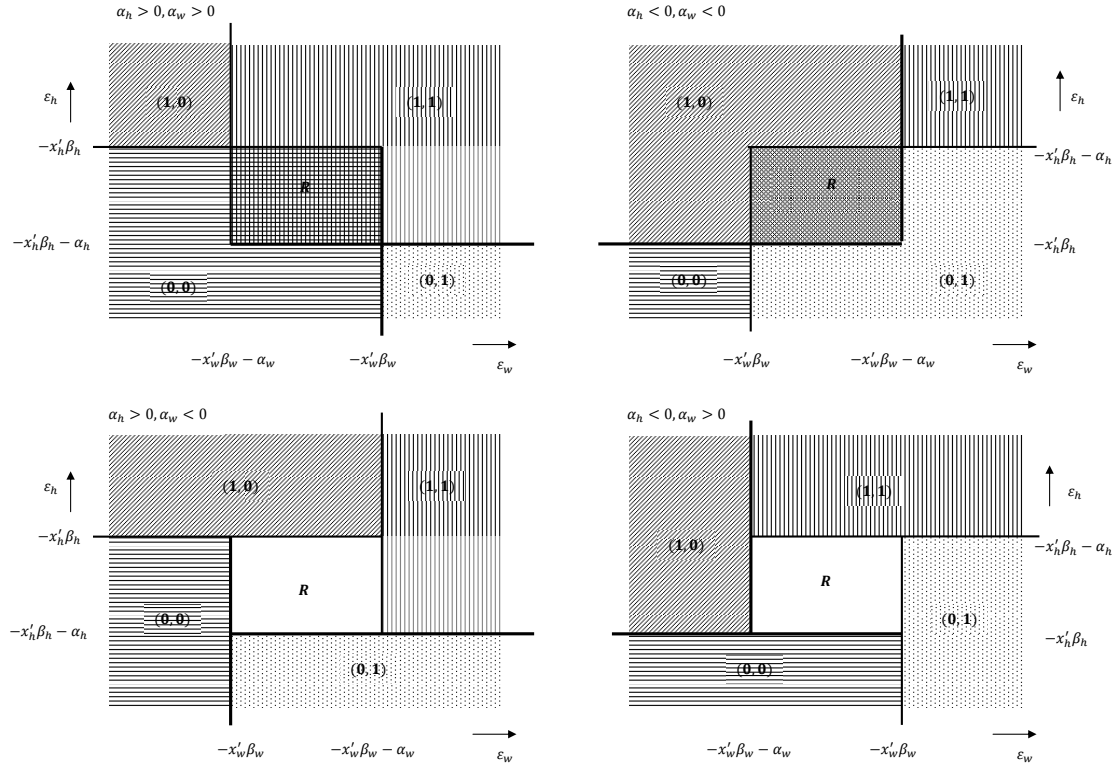 α_h > 0, α_w > 0
(1, 0)
(1, 1)
ε_h
−x′_hβ_h
R
−x′_hβ_h − α_h
(0, 0)
(0, 1)
−x′_wβ_w − α_w
−x′_wβ_w
ε_w
α_h < 0, α_w < 0
(1, 0)
(1, 1)
ε_h
−x′_hβ_h − α_h
R
−x′_hβ_h
(0, 0)
(0, 1)
−x′_wβ_w
−x′_wβ_w − α_w
ε_w
α_h > 0, α_w < 0
(1, 0)
(1, 1)
ε_h
−x′_hβ_h
R
(0, 0)
−x′_hβ_h − α_h
(0, 1)
−x′_wβ_w
−x′_wβ_w − α_w
ε_w
α_h < 0, α_w > 0
(1, 1)
ε_h
(1, 0)
−x′_hβ_h − α_h
R
(0, 1)
−x′_hβ_h
(0, 0)
−x′_wβ_w − α_w
−x′_wβ_w
ε_w